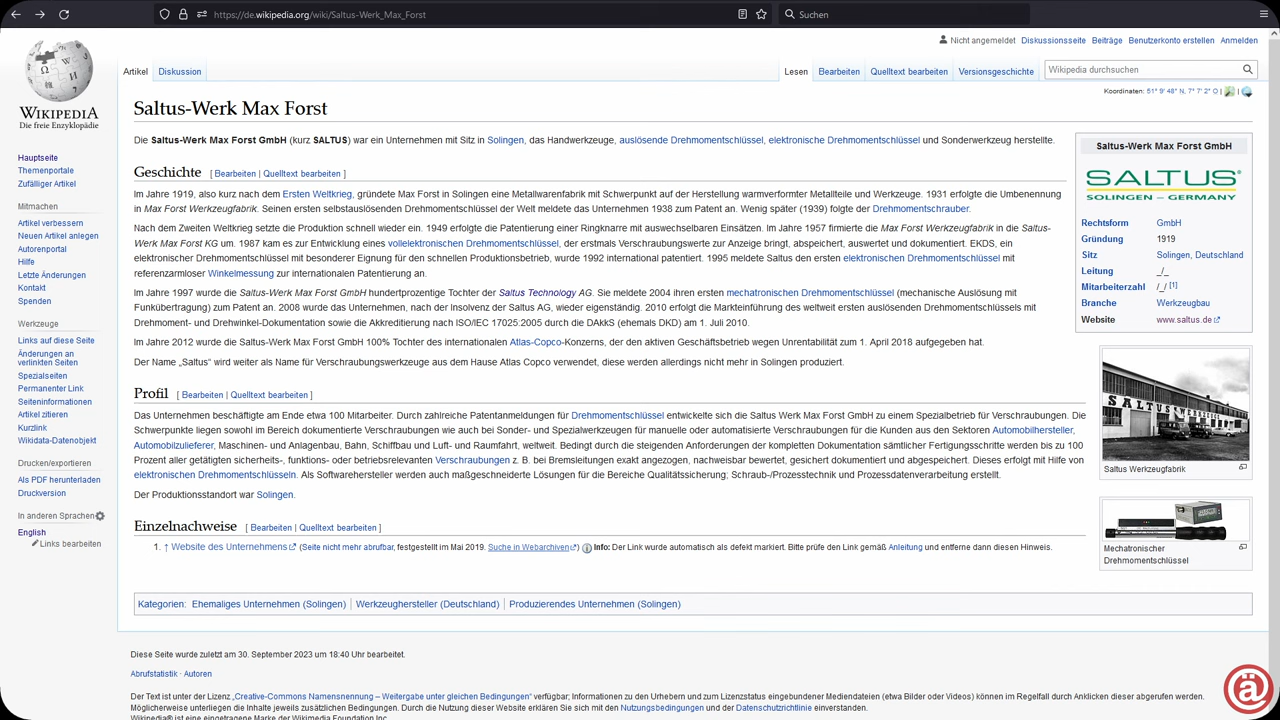 https://de.wikipedia.org/wiki/Saltus-Werk_Max_Forst
Suchen
WIKIPEDIA
Die freie Enzyklopädie
Nicht angemeldet Diskussionsseite Beiträge Benutzerkonto erstellen Anmelden
Artikel Diskussion
Lesen Bearbeiten Quelltext bearbeiten Versionsgeschichte
Wikipedia durchsuchen
Koordinaten: 51° 9′ 48″ N, 7° 7′ 2″ O | |
Hauptseite
Themenportale
Zufälliger Artikel
Mitmachen
Artikel verbessern
Neuen Artikel anlegen
Autorenportal
Hilfe
Letzte Änderungen
Kontakt
Spenden
Werkzeuge
Links auf diese Seite
Änderungen an
verlinkten Seiten
Spezialseiten
Permanenter Link
Seiteninformationen
Artikel zitieren
Kurzlink
Wikidata-Datenobjekt
Drucken/exportieren
Als PDF herunterladen
Druckversion
In anderen Sprachen
English
Links bearbeiten
Saltus-Werk Max Forst
Die Saltus-Werk Max Forst GmbH (kurz SALTUS) war ein Unternehmen mit Sitz in Solingen, das Handwerkzeuge, auslösende Drehmomentschlüssel, elektronische Drehmomentschlüssel und Sonderwerkzeug herstellte.
Geschichte [ Bearbeiten | Quelltext bearbeiten ]
Im Jahre 1919, also kurz nach dem Ersten Weltkrieg, gründete Max Forst in Solingen eine Metallwarenfabrik mit Schwerpunkt auf der Herstellung warmverformter Metallteile und Werkzeuge. 1931 erfolgte die Umbenennung
in Max Forst Werkzeugfabrik. Seinen ersten selbstauslösenden Drehmomentschlüssel der Welt meldete das Unternehmen 1938 zum Patent an. Wenig später (1939) folgte der Drehmomentschrauber.
Nach dem Zweiten Weltkrieg setzte die Produktion schnell wieder ein. 1949 erfolgte die Patentierung einer Ringknarre mit auswechselbaren Einsätzen. Im Jahre 1957 firmierte die Max Forst Werkzeugfabrik in die Saltus-
Werk Max Forst KG um. 1987 kam es zur Entwicklung eines vollelektronischen Drehmomentschlüssel, der erstmals Verschraubungswerte zur Anzeige bringt, abspeichert, auswertet und dokumentiert. EKDS, ein
elektronischer Drehmomentschlüssel mit besonderer Eignung für den schnellen Produktionsbetrieb, wurde 1992 international patentiert. 1995 meldete Saltus den ersten elektronischen Drehmomentschlüssel mit
referenzarmloser Winkelmessung zur internationalen Patentierung an.
Im Jahre 1997 wurde die Saltus-Werk Max Forst GmbH hundertprozentige Tochter der Saltus Technology AG. Sie meldete 2004 ihren ersten mechatronischen Drehmomentschlüssel (mechanische Auslösung mit
Funkübertragung) zum Patent an. 2008 wurde das Unternehmen, nach der Insolvenz der Saltus AG, wieder eigenständig. 2010 erfolgt die Markteinführung des weltweit ersten auslösenden Drehmomentschlüssels mit
Drehmoment- und Drehwinkel-Dokumentation sowie die Akkreditierung nach ISO/IEC 17025:2005 durch die DAkkS (ehemals DKD) am 1. Juli 2010.
Im Jahre 2012 wurde die Saltus-Werk Max Forst GmbH 100% Tochter des internationalen Atlas-Copco-Konzerns, der den aktiven Geschäftsbetrieb wegen Unrentabilität zum 1. April 2018 aufgegeben hat.
Der Name „Saltus“ wird weiter als Name für Verschraubungswerkzeuge aus dem Hause Atlas Copco verwendet, diese werden allerdings nicht mehr in Solingen produziert.
Profil [ Bearbeiten | Quelltext bearbeiten ]
Das Unternehmen beschäftigte am Ende etwa 100 Mitarbeiter. Durch zahlreiche Patentanmeldungen für Drehmomentschlüssel entwickelte sich die Saltus Werk Max Forst GmbH zu einem Spezialbetrieb für Verschraubungen. Die
Schwerpunkte liegen sowohl im Bereich dokumentierte Verschraubungen wie auch bei Sonder- und Spezialwerkzeugen für manuelle oder automatisierte Verschraubungen für die Kunden aus den Sektoren Automobilhersteller,
Automobilzulieferer, Maschinen- und Anlagenbau, Bahn, Schiffbau und Luft- und Raumfahrt, weltweit. Bedingt durch die steigenden Anforderungen der kompletten Dokumentation sämtlicher Fertigungsschritte werden bis zu 100
Prozent aller getätigten sicherheits-, funktions- oder betriebsrelevanten Verschraubungen z. B. bei Bremsleitungen exakt angezogen, nachweisbar bewertet, gesichert dokumentiert und abgespeichert. Dieses erfolgt mit Hilfe von
elektronischen Drehmomentschlüsseln. Als Softwarehersteller werden auch maßgeschneiderte Lösungen für die Bereiche Qualitätssicherung; Schraub-/Prozesstechnik und Prozessdatenverarbeitung erstellt.
Der Produktionsstandort war Solingen.
Einzelnachweise [ Bearbeiten | Quelltext bearbeiten ]
1. ↑ Website des Unternehmens (Seite nicht mehr abrufbar, festgestellt im Mai 2019. Suche in Webarchiven) Info: Der Link wurde automatisch als defekt markiert. Bitte prüfe den Link gemäß Anleitung und entferne dann diesen Hinweis.
Saltus-Werk Max Forst GmbH
SALTUS
SOLINGEN - GERMANY
Rechtsform GmbH
Gründung 1919
Sitz Solingen, Deutschland
Leitung _/_
Mitarbeiterzahl /_/ [1]
Branche Werkzeugbau
Website www.saltus.de
SALTUS
Saltus Werkzeugfabrik
Mechatronischer
Drehmomentschlüssel
Kategorien: Ehemaliges Unternehmen (Solingen) | Werkzeughersteller (Deutschland) | Produzierendes Unternehmen (Solingen)
Diese Seite wurde zuletzt am 30. September 2023 um 18:40 Uhr bearbeitet.
Abrufstatistik · Autoren
Der Text ist unter der Lizenz „Creative-Commons Namensnennung – Weitergabe unter gleichen Bedingungen“ verfügbar; Informationen zu den Urhebern und zum Lizenzstatus eingebundener Mediendateien (etwa Bilder oder Videos) können im Regelfall durch Anklicken dieser abgerufen werden.
Möglicherweise unterliegen die Inhalte jeweils zusätzlichen Bedingungen. Durch die Nutzung dieser Website erklären Sie sich mit den Nutzungsbedingungen und der Datenschutzrichtlinie einverstanden.
Wikipedia® ist eine eingetragene Marke der Wikimedia Foundation Inc.
ä